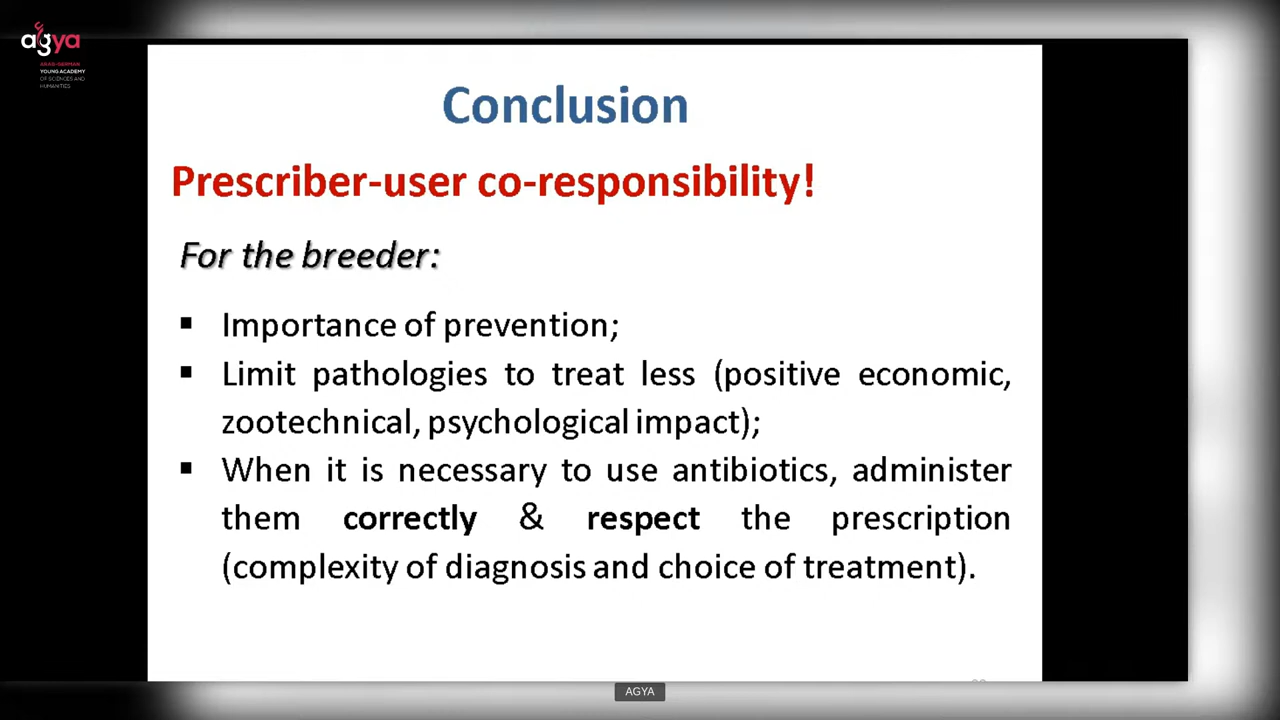 agya
ARAB-GERMAN
YOUNG ACADEMY
OF SCIENCES AND
HUMANITIES
Conclusion
Prescriber-user co-responsibility!
For the breeder:
▪ Importance of prevention;
▪ Limit pathologies to treat less (positive economic,
zootechnical, psychological impact);
▪ When it is necessary to use antibiotics, administer
them correctly & respect the prescription
(complexity of diagnosis and choice of treatment).
AGYA